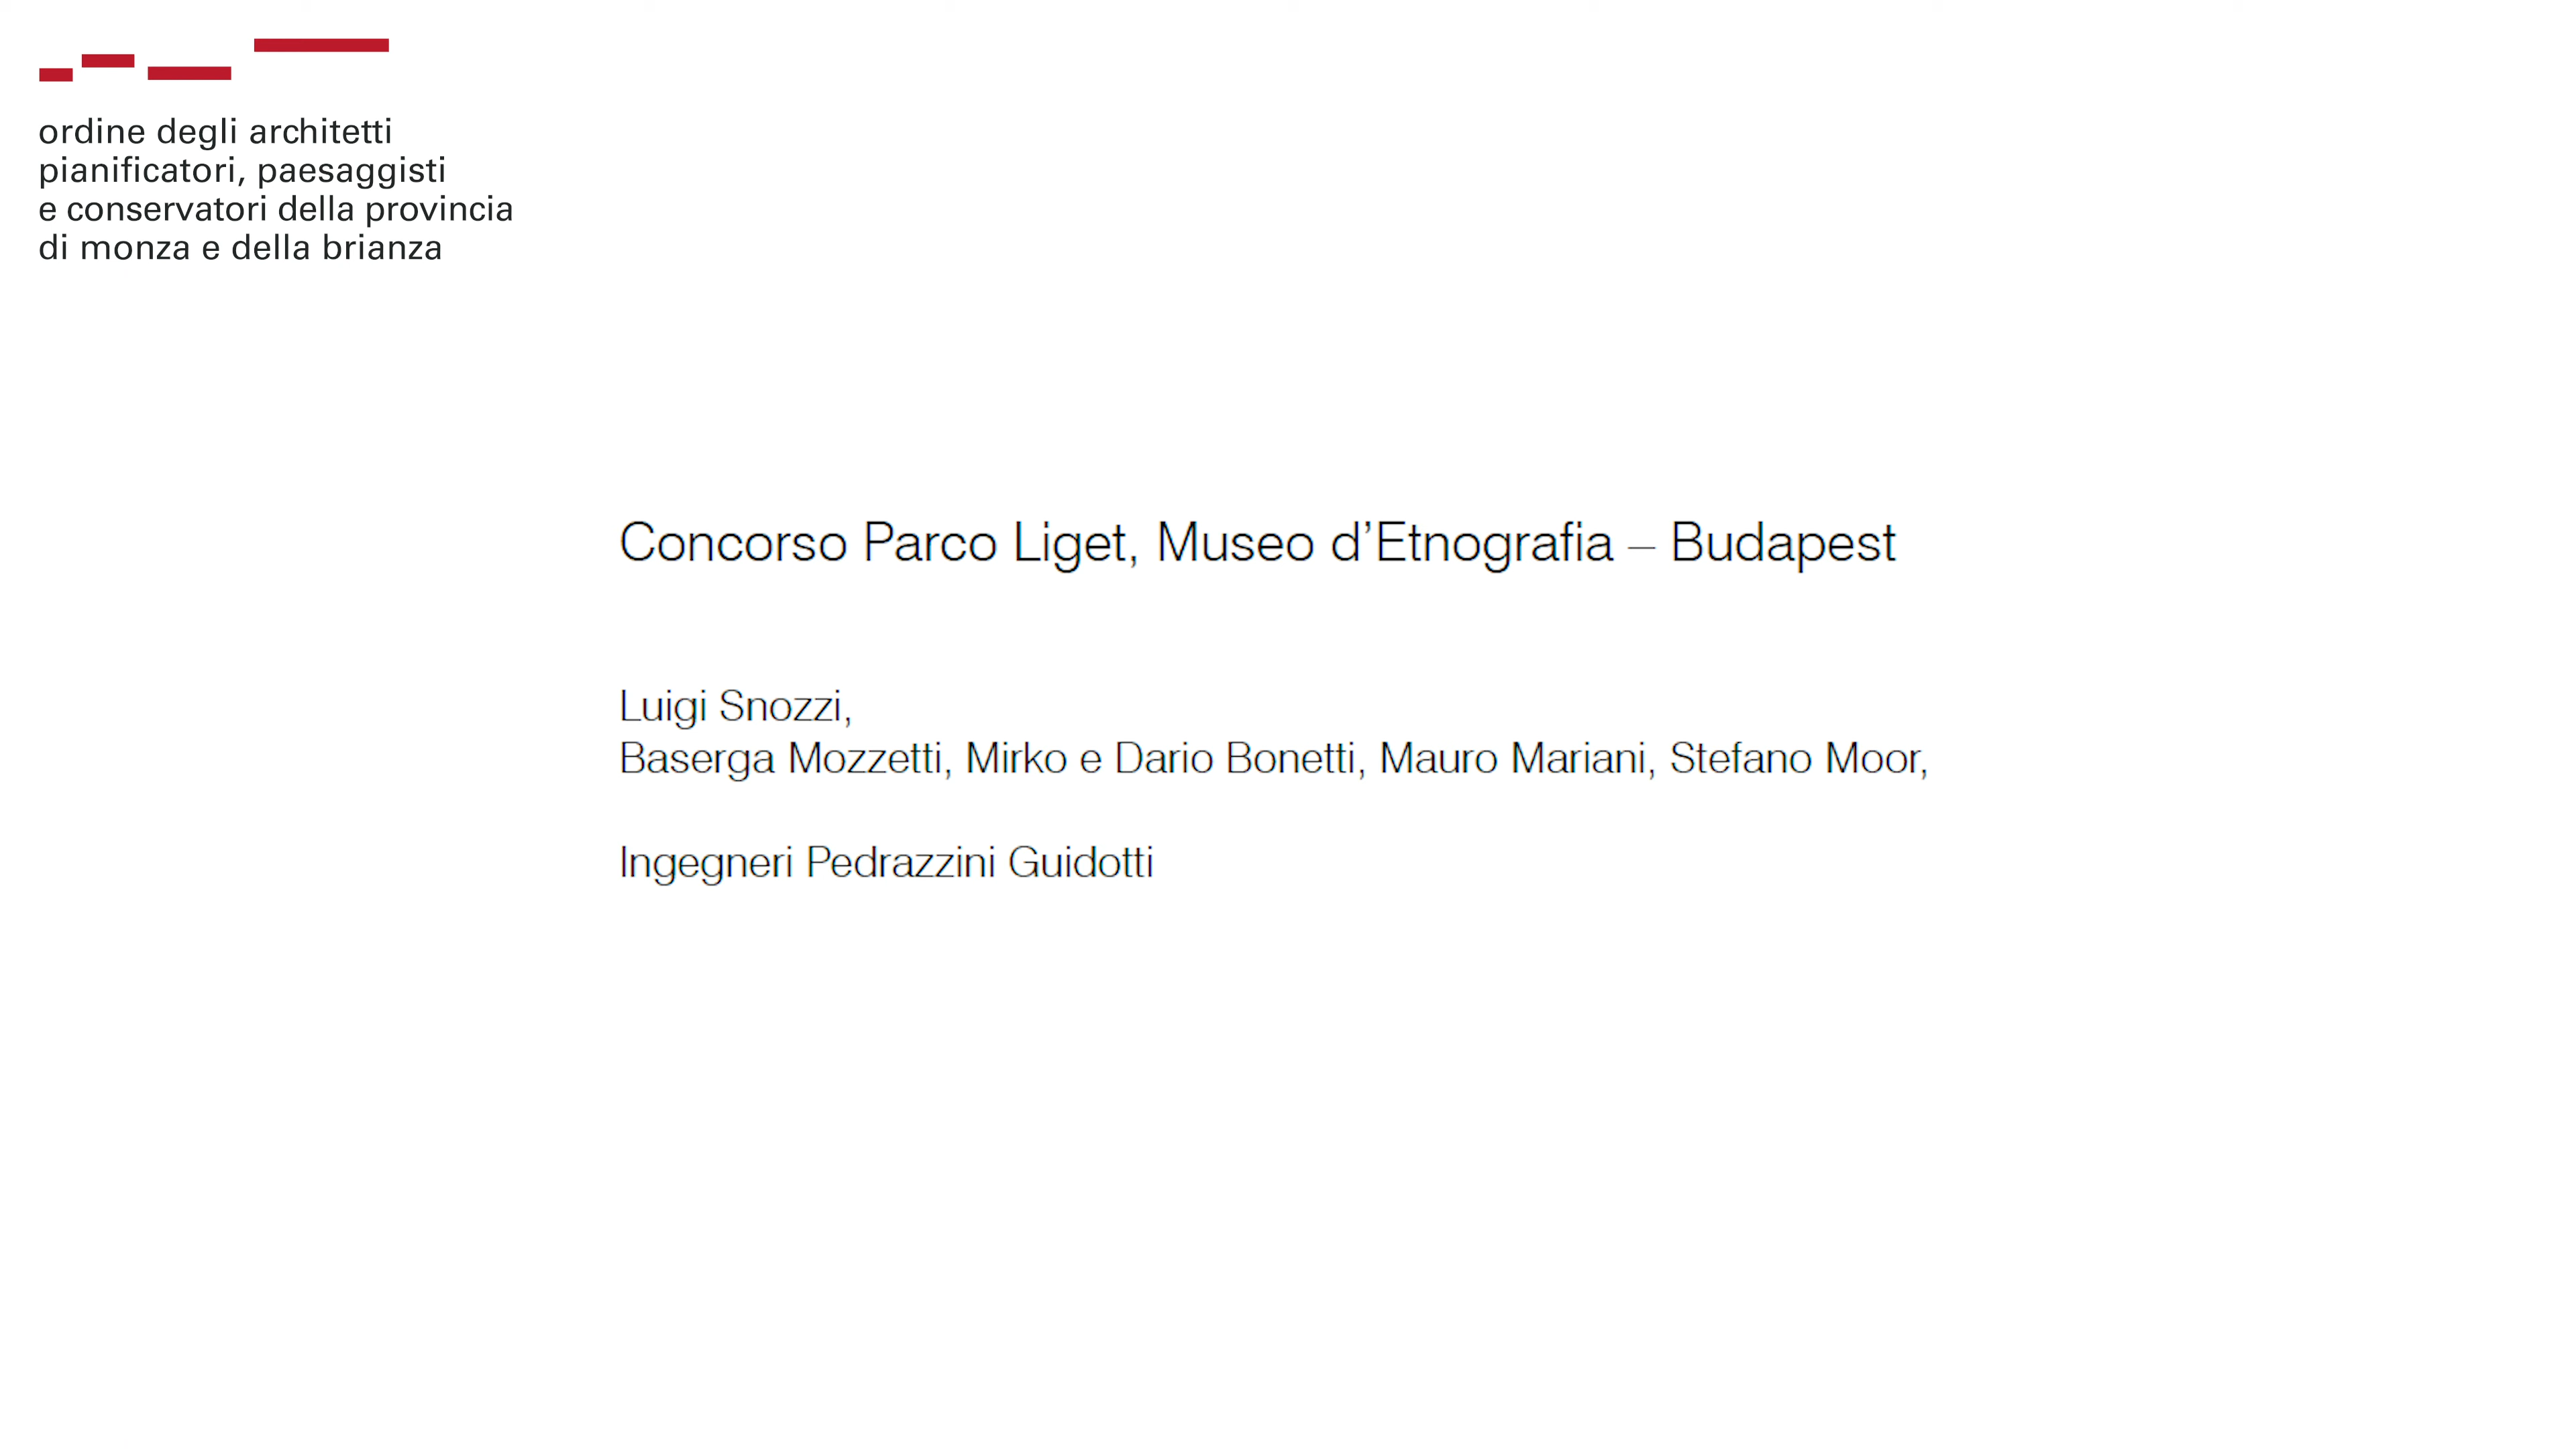 ordine degli architetti
pianificatori, paesaggisti
e conservatori della provincia
di monza e della brianza
Concorso Parco Liget, Museo d’Etnografia – Budapest
Luigi Snozzi,
Baserga Mozzetti, Mirko e Dario Bonetti, Mauro Mariani, Stefano Moor,
Ingegneri Pedrazzini Guidotti